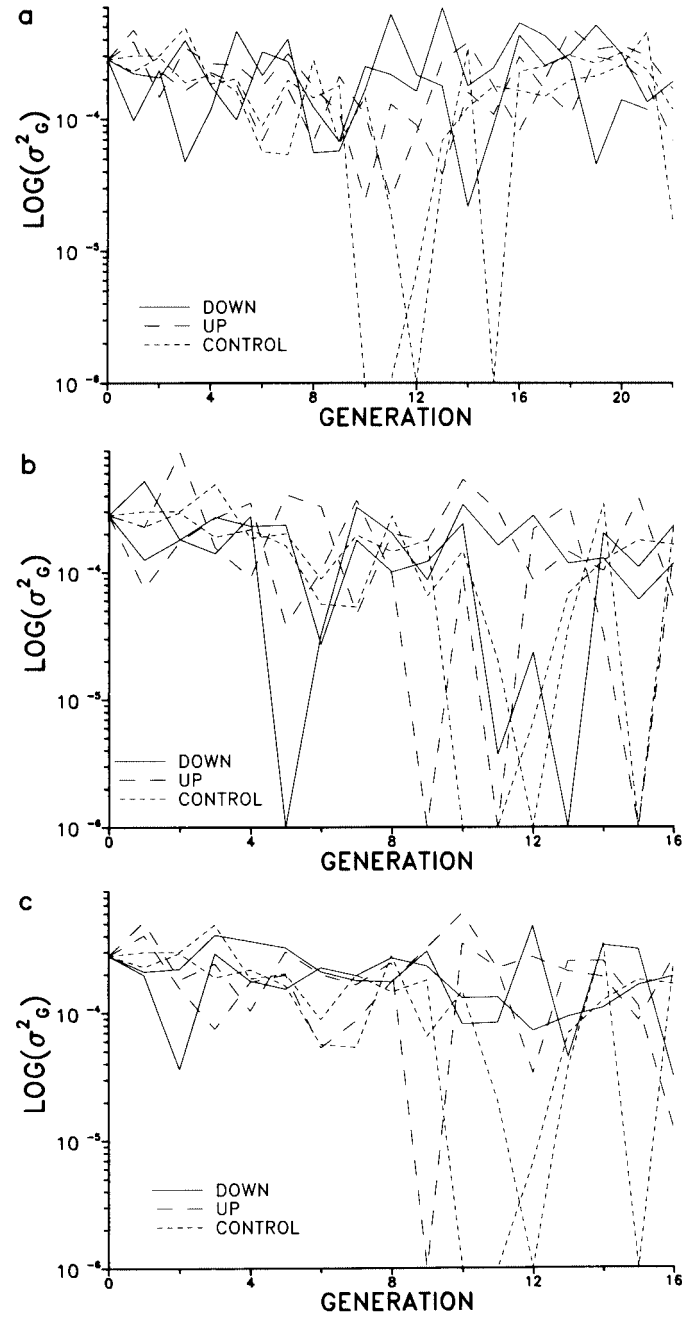 a
LOG(σ²G)
10⁻⁴
10⁻⁵
10⁻⁶
DOWN
UP
CONTROL
0 4 8 12 16 20
GENERATION
b
LOG(σ²G)
10⁻⁴
10⁻⁵
10⁻⁶
DOWN
UP
CONTROL
0 4 8 12 16
GENERATION
c
LOG(σ²G)
10⁻⁴
10⁻⁵
10⁻⁶
DOWN
UP
CONTROL
0 4 8 12 16
GENERATION